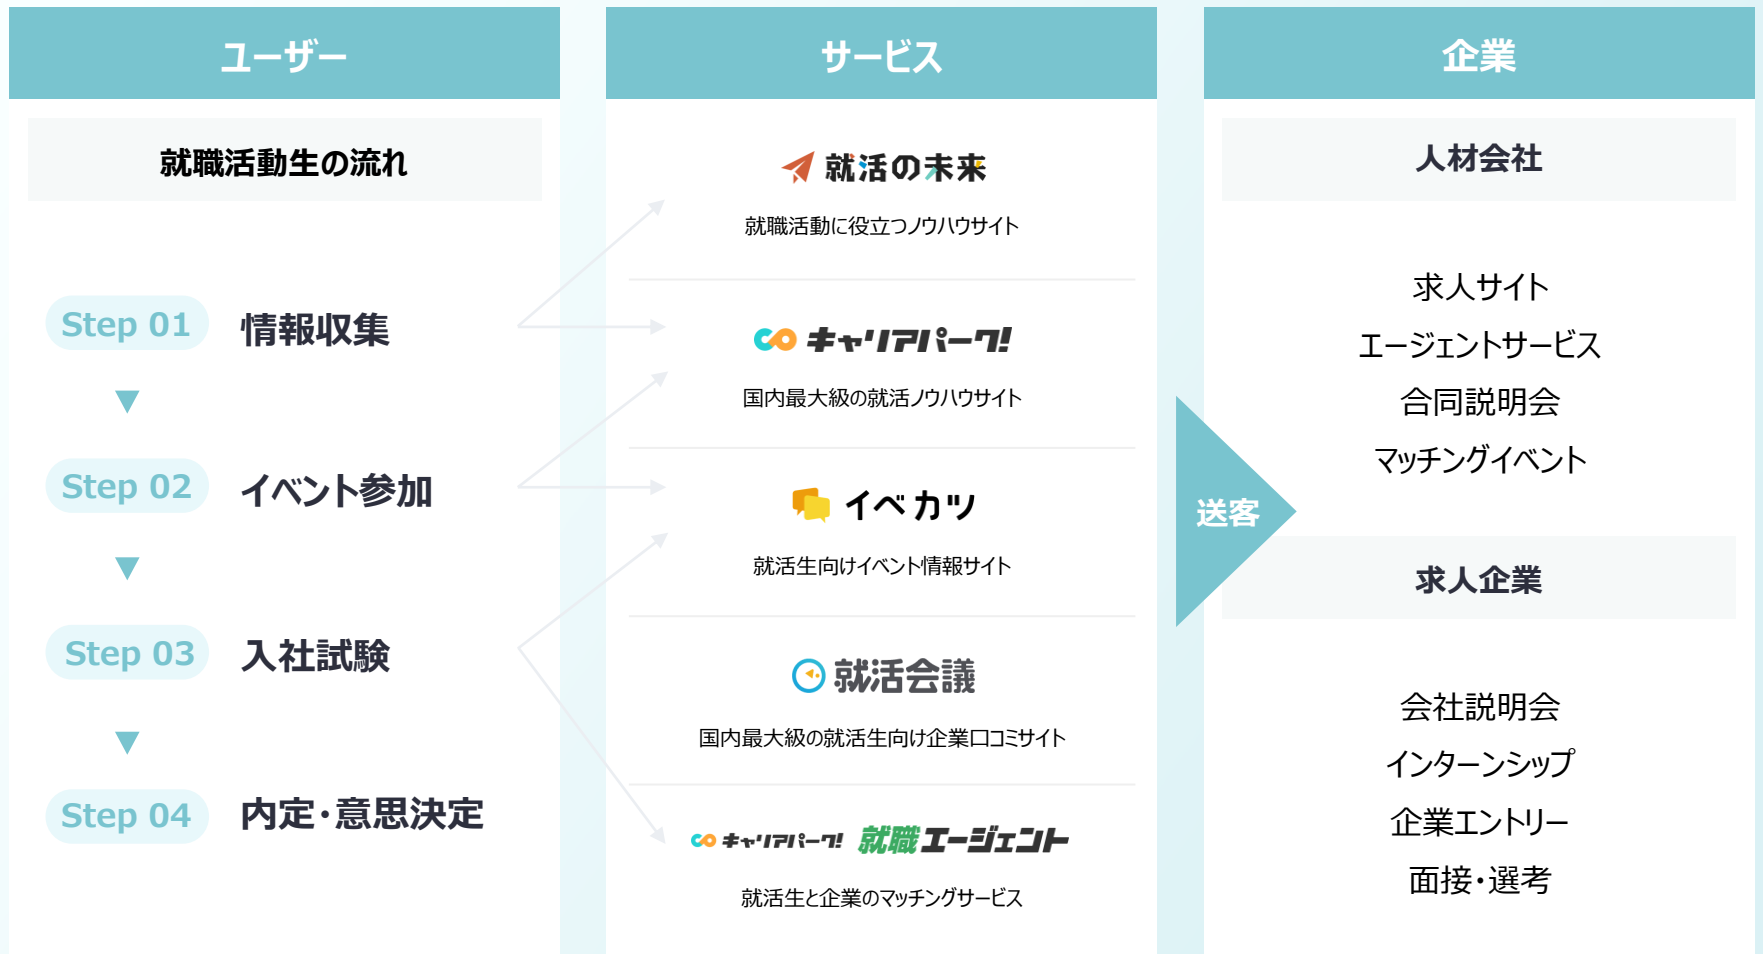 ユーザー
就職活動生の流れ
Step 01 情報収集
Step 02 イベント参加
Step 03 入社試験
Step 04 内定・意思決定
サービス
就活の未来
就職活動に役立つノウハウサイト
キャリアパーク!
国内最大級の就活ノウハウサイト
イベカツ
就活生向けイベント情報サイト
就活会議
国内最大級の就活生向け企業口コミサイト
キャリアパーク! 就職エージェント
就活生と企業のマッチングサービス
送客
企業
人材会社
求人サイト
エージェントサービス
合同説明会
マッチングイベント
求人企業
会社説明会
インターンシップ
企業エントリー
面接・選考